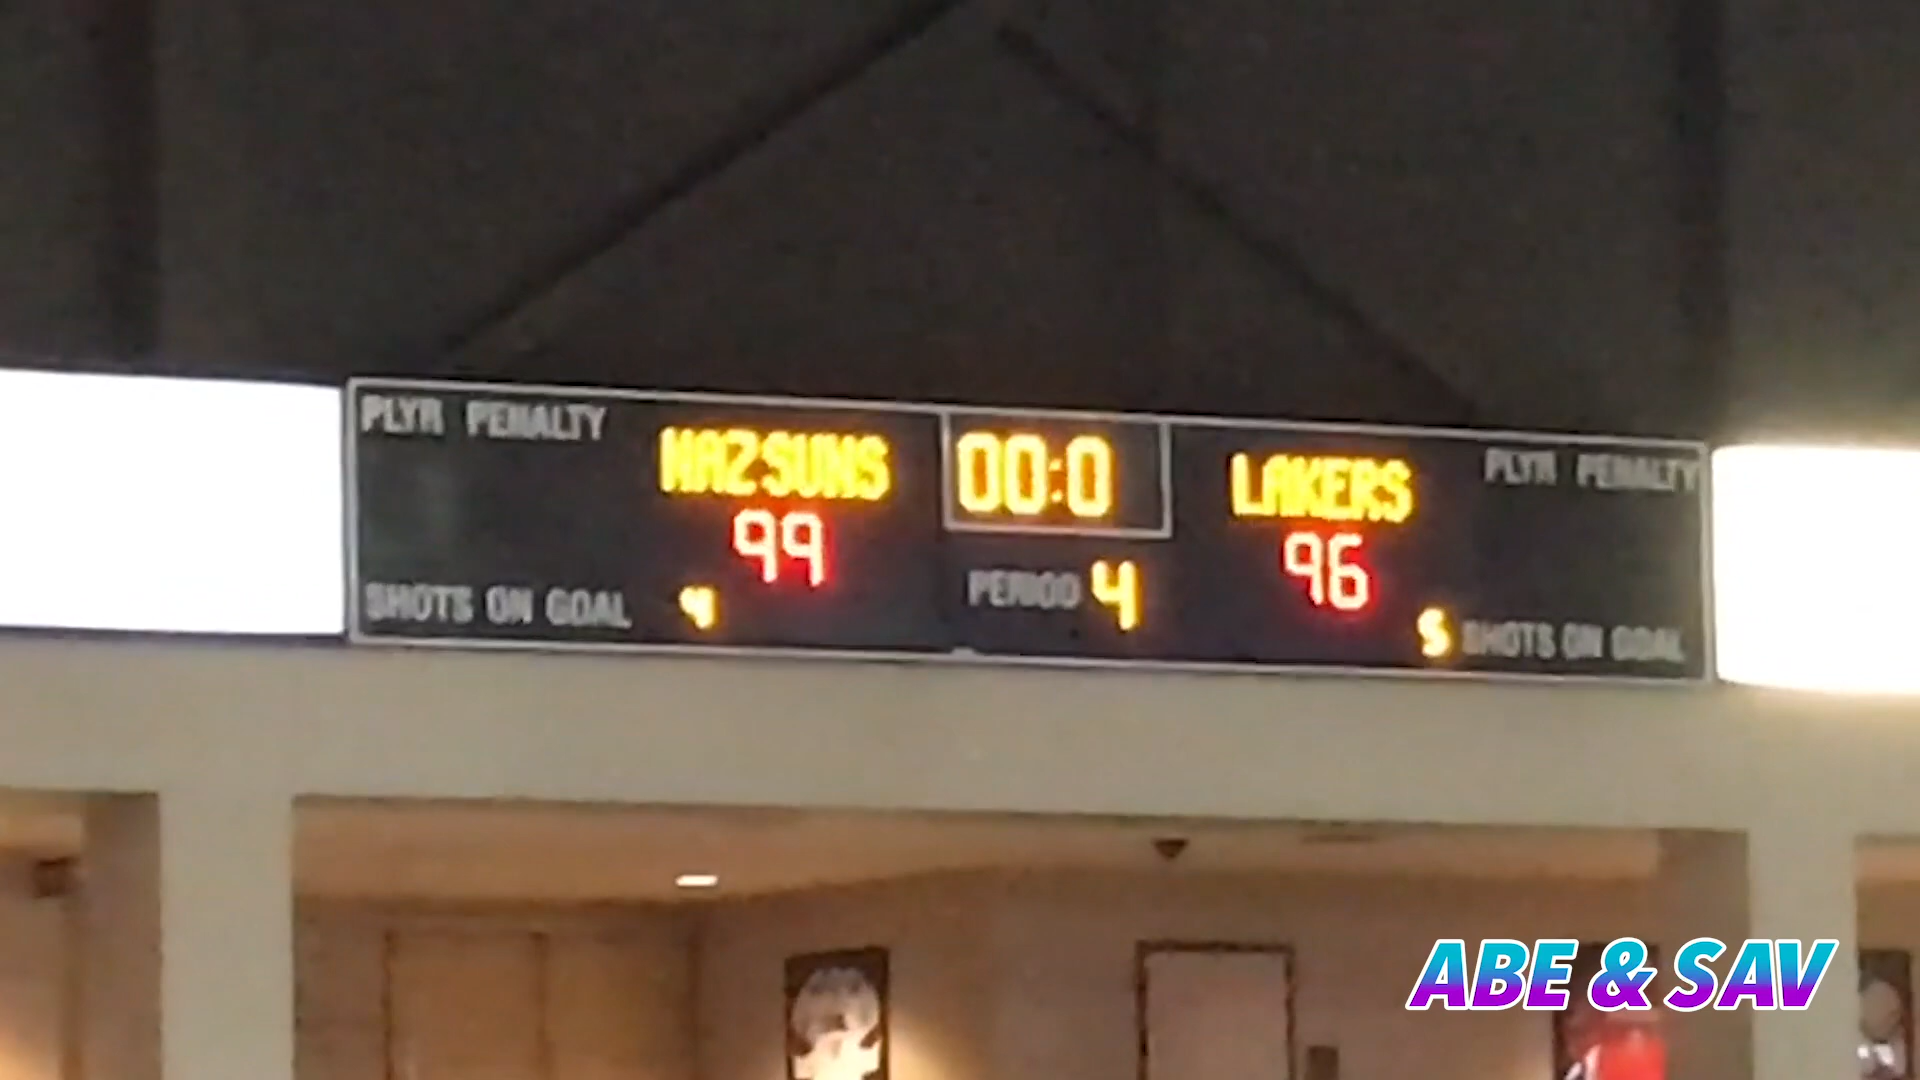 PLYR PENALTY
NAZSUNS
00:0
LAKERS
PLYR PENALTY
99
96
SHOTS ON GOAL
4
PERIOD 4
5
SHOTS ON GOAL
ABE & SAV